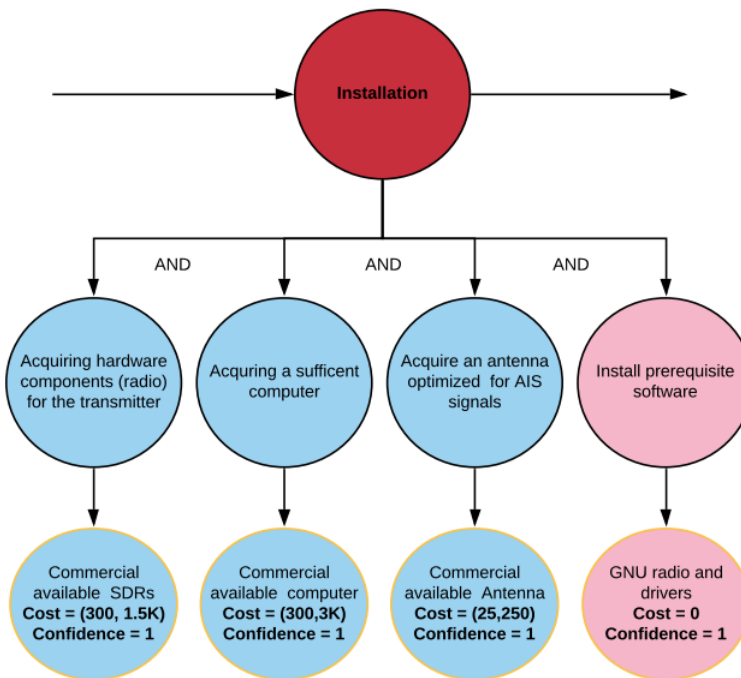 Installation
AND
AND
AND
Acquiring hardware
components (radio)
for the transmitter
Acquring a sufficent
computer
Acquire an antenna
optimized for AIS
signals
Install prerequisite
software
Commercial
available SDRs
Cost = (300, 1.5K)
Confidence = 1
Commercial
available computer
Cost = (300,3K)
Confidence = 1
Commercial
available Antenna
Cost = (25,250)
Confidence = 1
GNU radio and
drivers
Cost = 0
Confidence = 1